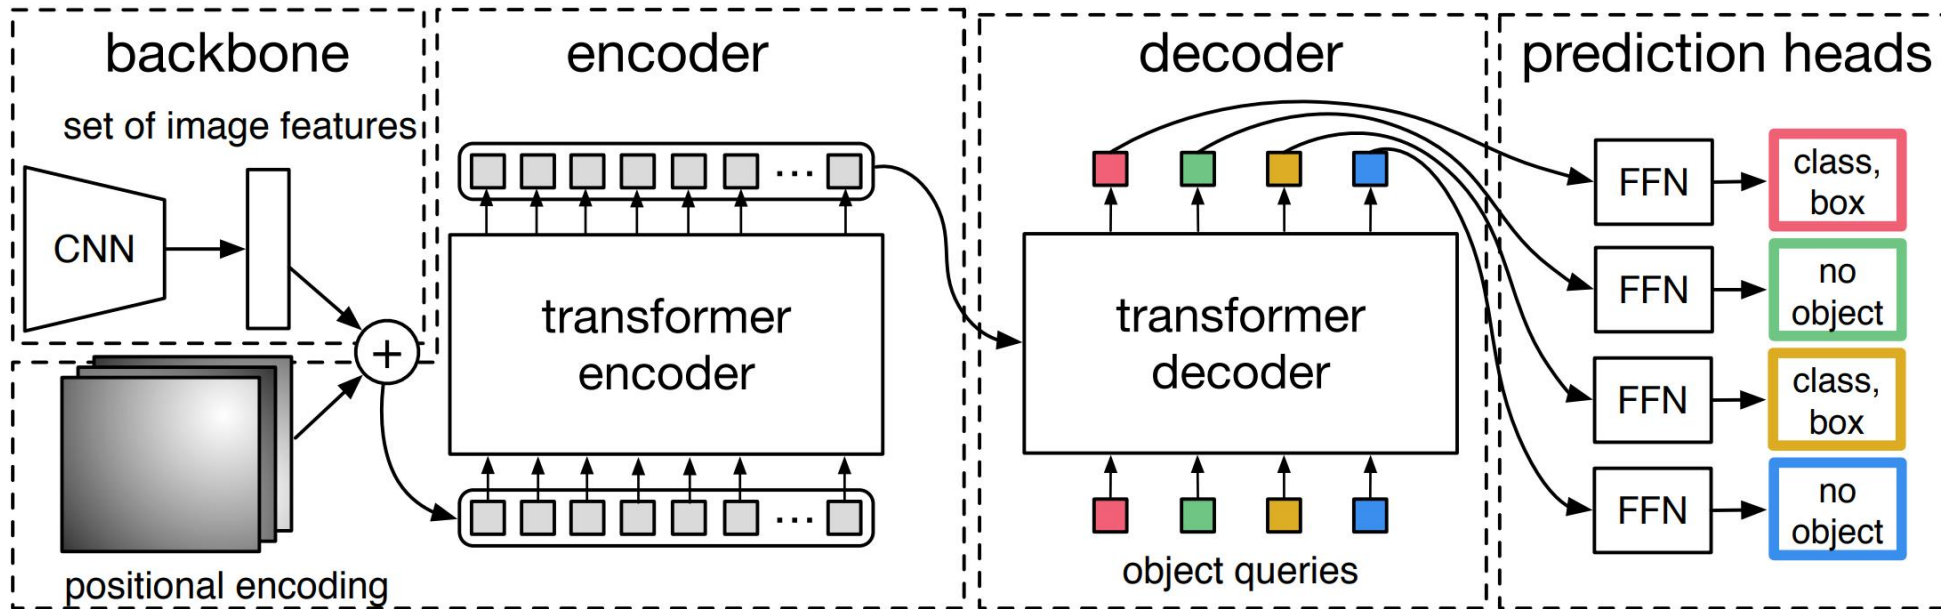 backbone
set of image features
CNN
+
positional encoding
encoder
...
transformer
encoder
...
decoder
transformer
decoder
object queries
prediction heads
FFN
class,
box
FFN
no
object
FFN
class,
box
FFN
no
object